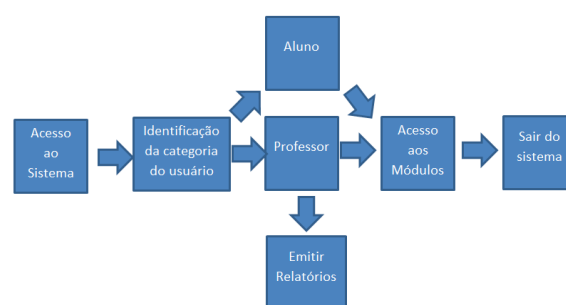 Aluno
Acesso
ao
Sistema
Identificação
da categoria
do usuário
Professor
Acesso
aos
Módulos
Sair do
sistema
Emitir
Relatórios